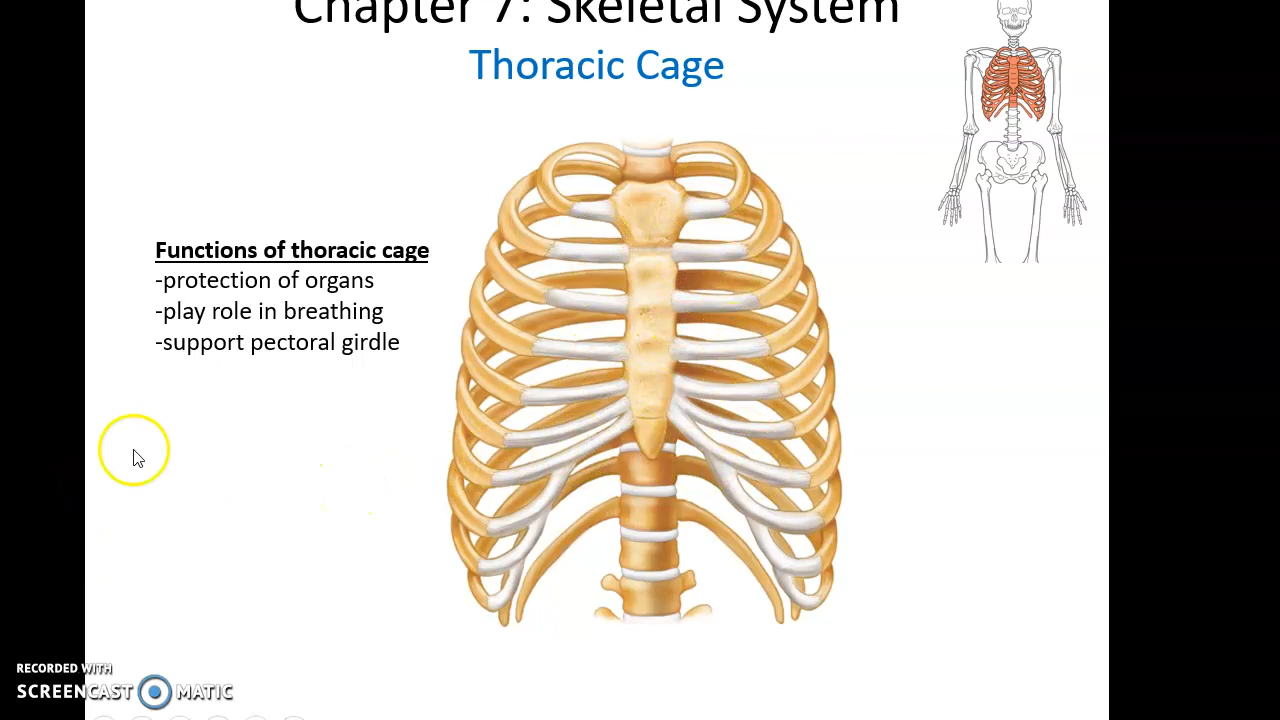 Chapter 7: Skeletal System
Thoracic Cage
Functions of thoracic cage
-protection of organs
-play role in breathing
-support pectoral girdle
RECORDED WITH
SCREENCAST MATIC